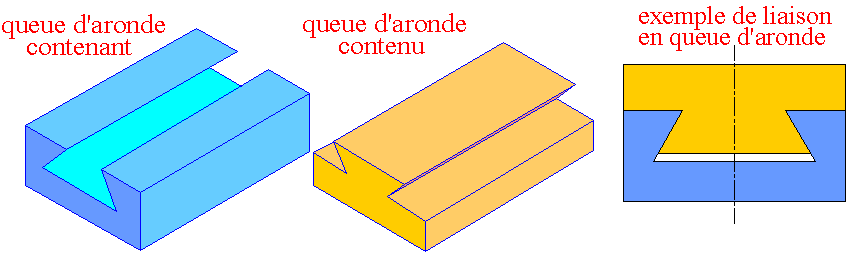 queue d'aronde
contenant
queue d'aronde
contenu
exemple de liaison
en queue d'aronde